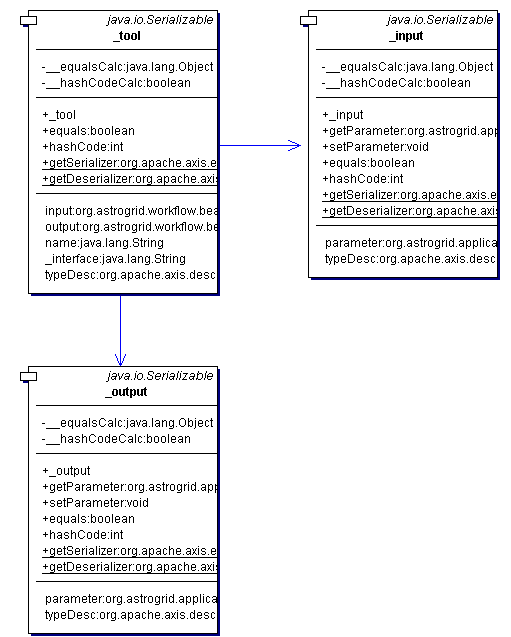 java.io.Serializable
_tool
-__equalsCalc:java.lang.Object
-__hashCodeCalc:boolean
+_tool
+equals:boolean
+hashCode:int
+getSerializer:org.apache.axis.e
+getDeserializer:org.apache.axis
input:org.astrogrid.workflow.bea
output:org.astrogrid.workflow.be
name:java.lang.String
_interface:java.lang.String
typeDesc:org.apache.axis.desc
java.io.Serializable
_input
-__equalsCalc:java.lang.Object
-__hashCodeCalc:boolean
+_input
+getParameter:org.astrogrid.app
+setParameter:void
+equals:boolean
+hashCode:int
+getSerializer:org.apache.axis.e
+getDeserializer:org.apache.axis
parameter:org.astrogrid.applica
typeDesc:org.apache.axis.desc
java.io.Serializable
_output
-__equalsCalc:java.lang.Object
-__hashCodeCalc:boolean
+_output
+getParameter:org.astrogrid.app
+setParameter:void
+equals:boolean
+hashCode:int
+getSerializer:org.apache.axis.e
+getDeserializer:org.apache.axis
parameter:org.astrogrid.applica
typeDesc:org.apache.axis.desc